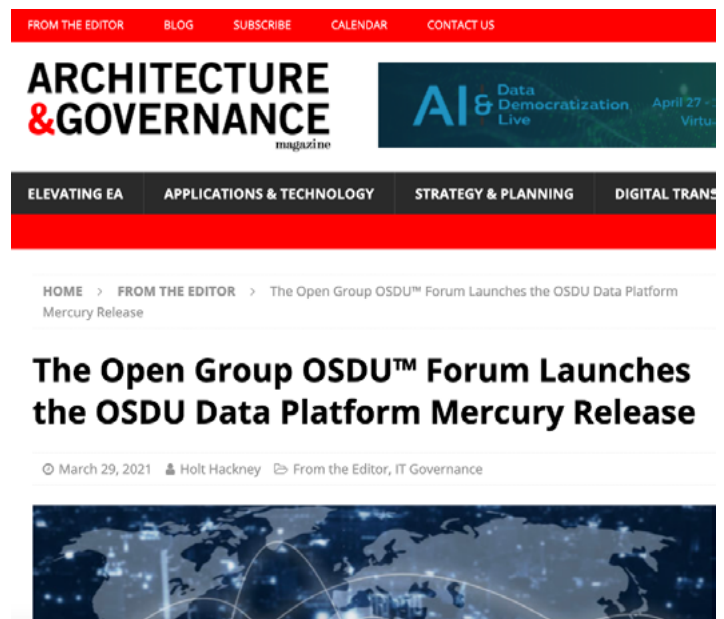 FROM THE EDITOR BLOG SUBSCRIBE CALENDAR CONTACT US
ARCHITECTURE
&GOVERNANCE
magazine
AI & Data
Democratization
Live
April 27 -
ELEVATING EA APPLICATIONS & TECHNOLOGY STRATEGY & PLANNING DIGITAL
HOME > FROM THE EDITOR > The Open Group OSDU™ Forum Launches the OSDU Data Platform
Mercury Release
The Open Group OSDU™ Forum Launches
the OSDU Data Platform Mercury Release
March 29, 2021 Holt Hackney From the Editor, IT Governance